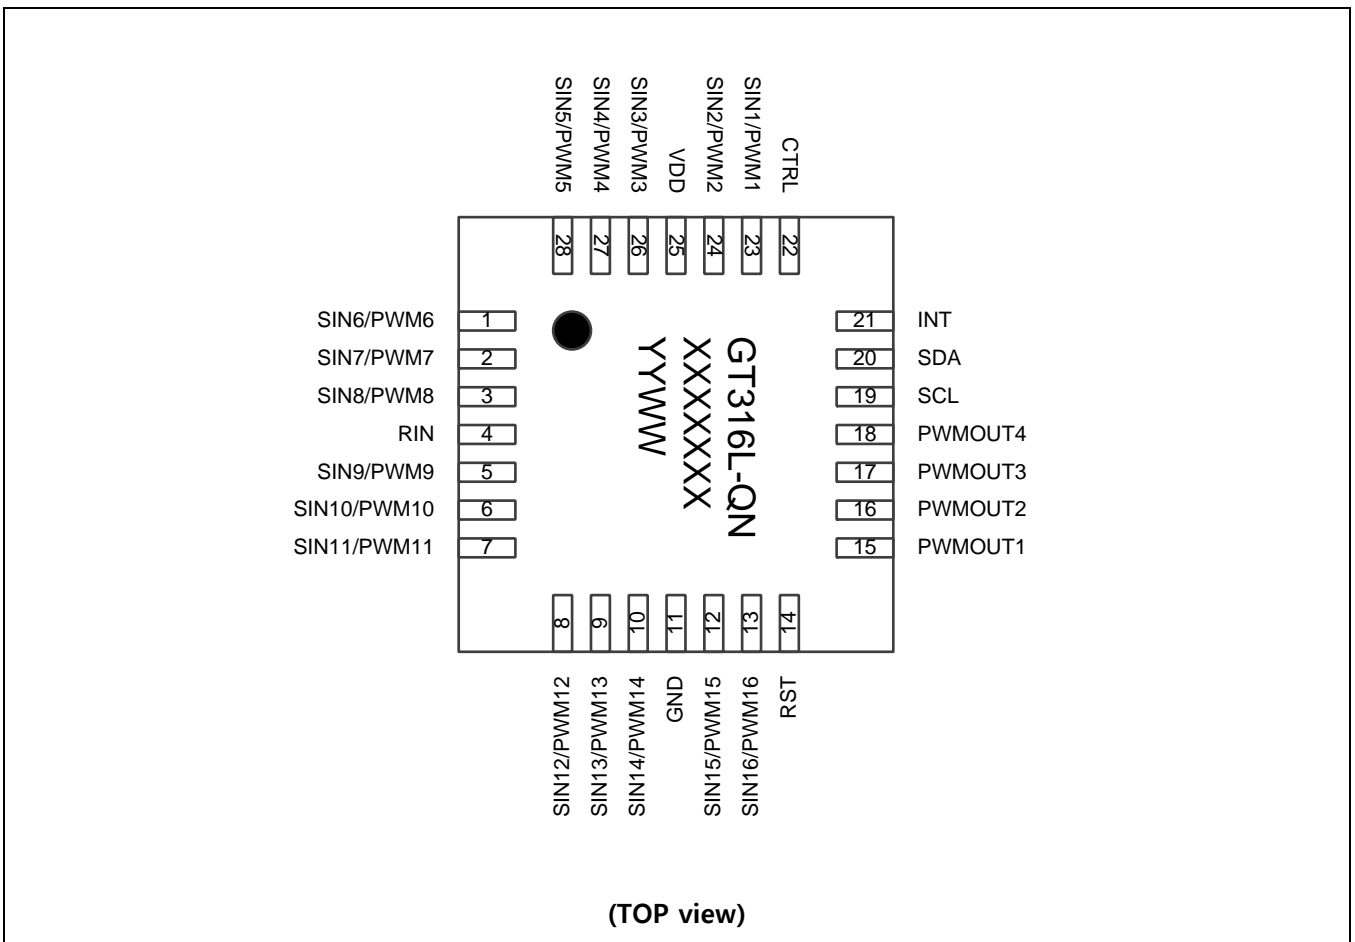 SIN5/PWM5
SIN4/PWM4
SIN3/PWM3
VDD
SIN2/PWM2
SIN1/PWM1
CTRL
28
27
26
25
24
23
22
SIN6/PWM6 1
SIN7/PWM7 2
SIN8/PWM8 3
RIN 4
SIN9/PWM9 5
SIN10/PWM10 6
SIN11/PWM11 7
GT316L-QN
XXXXXXX
YYWW
21 INT
20 SDA
19 SCL
18 PWMOUT4
17 PWMOUT3
16 PWMOUT2
15 PWMOUT1
8
9
10
11
12
13
14
SIN12/PWM12
SIN13/PWM13
SIN14/PWM14
GND
SIN15/PWM15
SIN16/PWM16
RST
(TOP view)